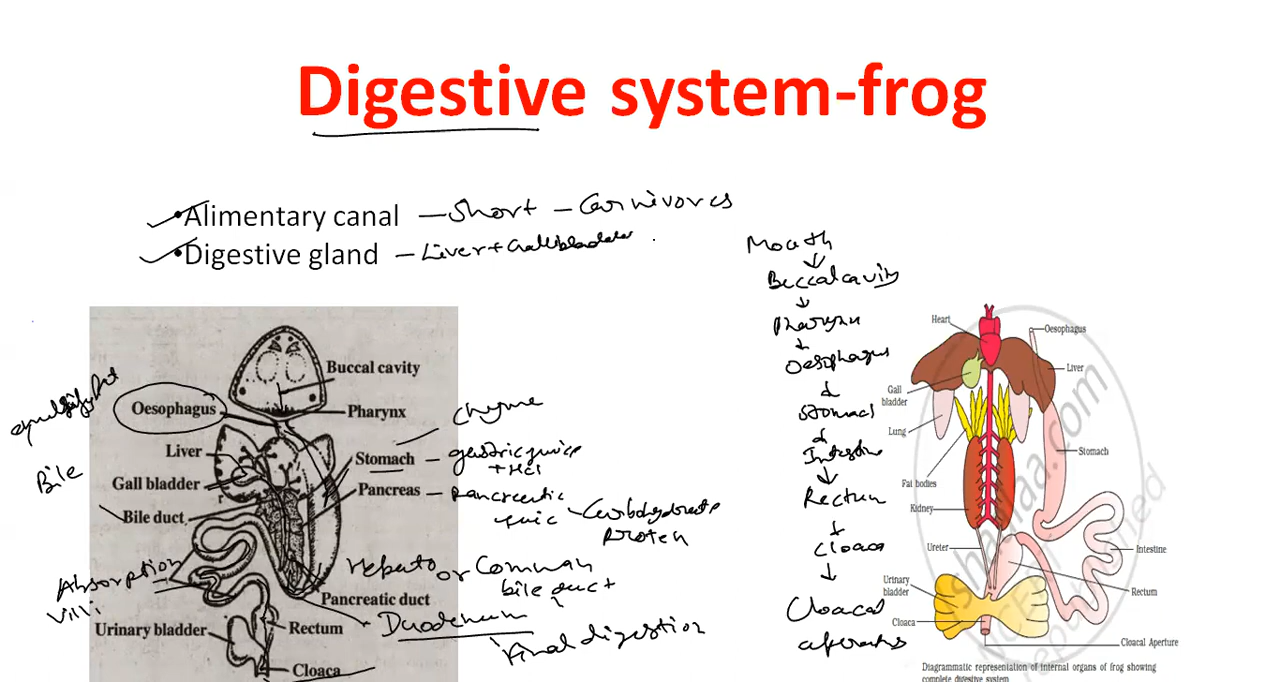 Digestive system-frog
•Alimentary canal – Short – Carnivores
•Digestive gland – Liver + Gallbladder
Mouth
Buccal cavity
Pharynx
Oesophagus
Stomach
Intestine
Rectum
Cloaca
Cloacal
Buccal cavity
Oesophagus
Pharynx
Liver
Stomach
Gall bladder
Pancreas
Bile duct
Pancreatic duct
Urinary bladder
Rectum
Cloaca
Bile
Absorption
Villi
Chyme
gastric juice
+ HCl
Pancreatic
juic – Carbohydrate
protein
hepato or Common
bile duct
Duodenum
Final digestion
Heart
Oesophagus
Liver
Gall
bladder
Lung
Stomach
Fat bodies
Kidney
Ureter
Intestine
Urinary
bladder
Rectum
Cloaca
Cloacal Aperture
Diagrammatic representation of internal organs of frog showing
complete digestive system